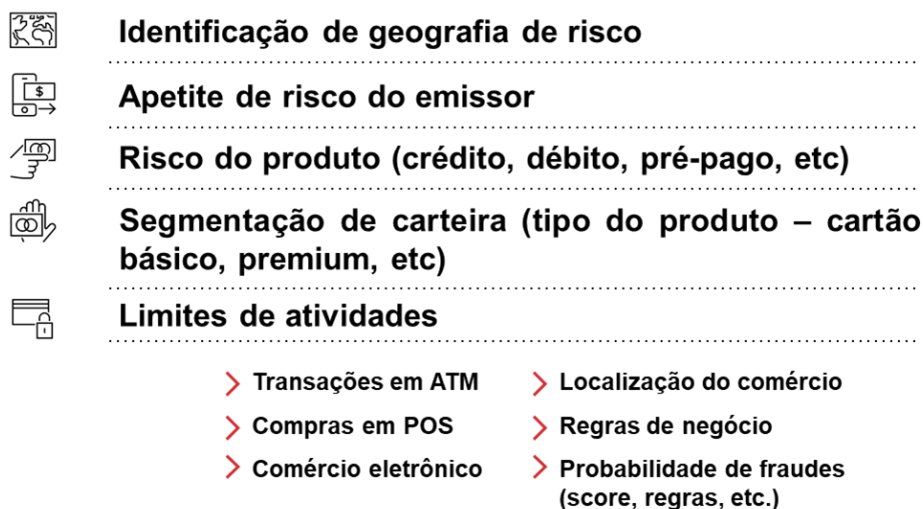 Identificação de geografia de risco
Apetite de risco do emissor
Risco do produto (crédito, débito, pré-pago, etc)
Segmentação de carteira (tipo do produto – cartão
básico, premium, etc)
Limites de atividades
Transações em ATM
Compras em POS
Comércio eletrônico
Localização do comércio
Regras de negócio
Probabilidade de fraudes
(score, regras, etc.)